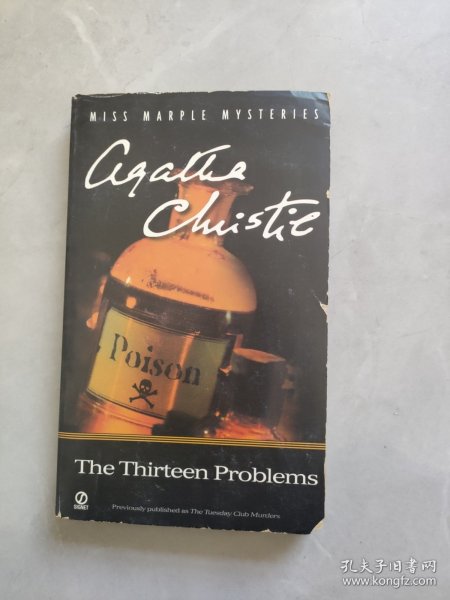 MISS MARPLE MYSTERIES
Agatha
Christie
Poison
The Thirteen Problems
SIGNET
Previously published as The Tuesday Club Murders
孔夫子旧书网
www.kongfz.com